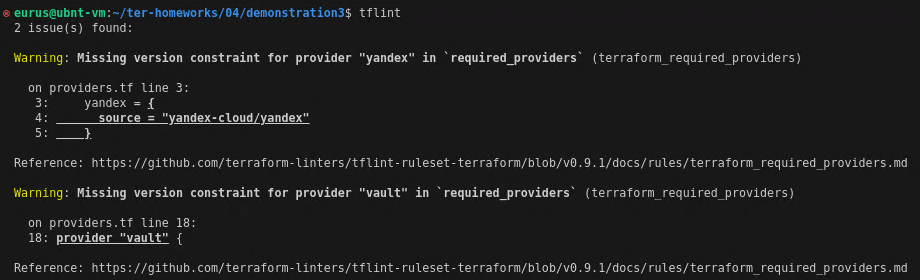 eurus@ubnt-vm:~/ter-homeworks/04/demonstration3$ tflint
2 issue(s) found:
Warning: Missing version constraint for provider "yandex" in `required_providers` (terraform_required_providers)
on providers.tf line 3:
3:     yandex = {
4:       source = "yandex-cloud/yandex"
5:     }
Reference: https://github.com/terraform-linters/tflint-ruleset-terraform/blob/v0.9.1/docs/rules/terraform_required_providers.md
Warning: Missing version constraint for provider "vault" in `required_providers` (terraform_required_providers)
on providers.tf line 18:
18: provider "vault" {
Reference: https://github.com/terraform-linters/tflint-ruleset-terraform/blob/v0.9.1/docs/rules/terraform_required_providers.md